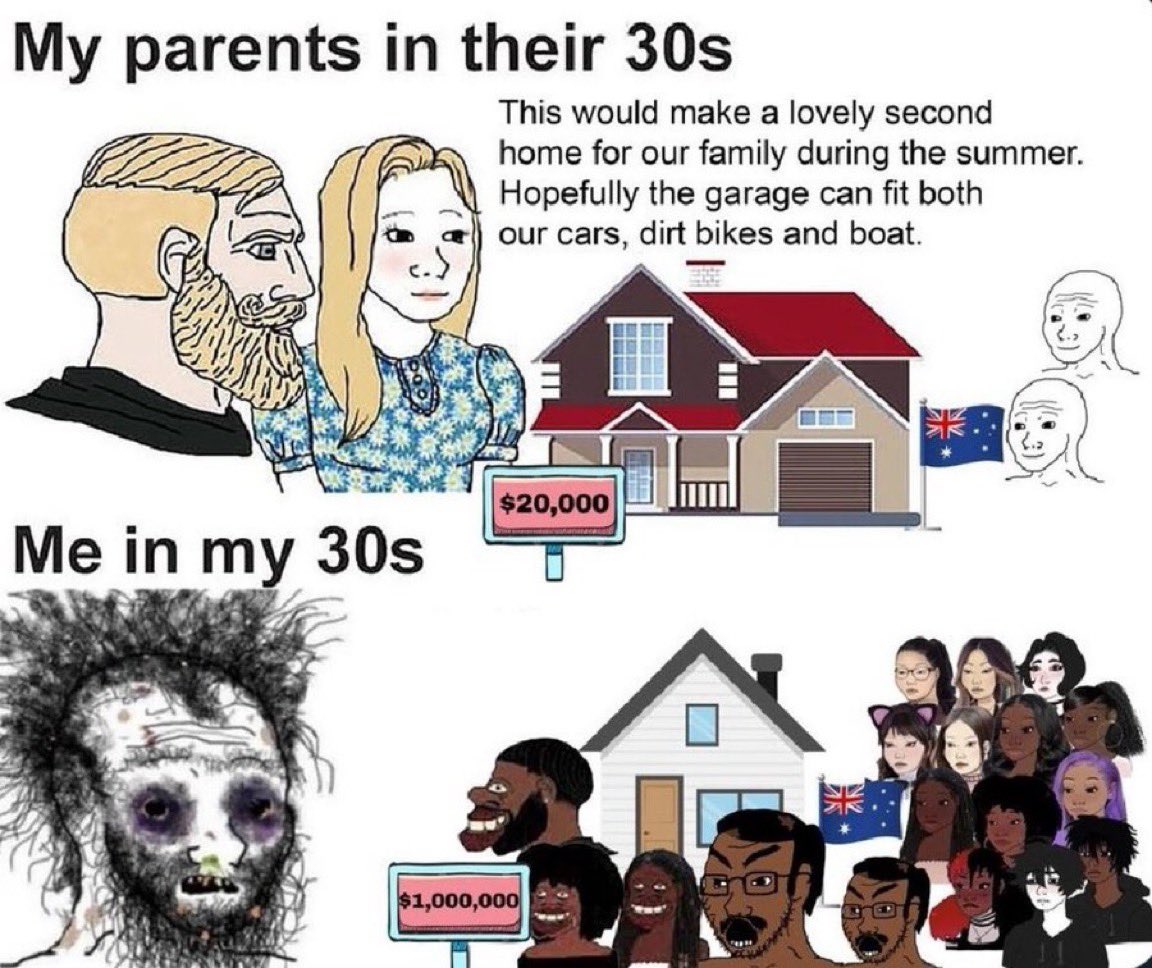 My parents in their 30s
This would make a lovely second
home for our family during the summer.
Hopefully the garage can fit both
our cars, dirt bikes and boat.
$20,000
Me in my 30s
$1,000,000